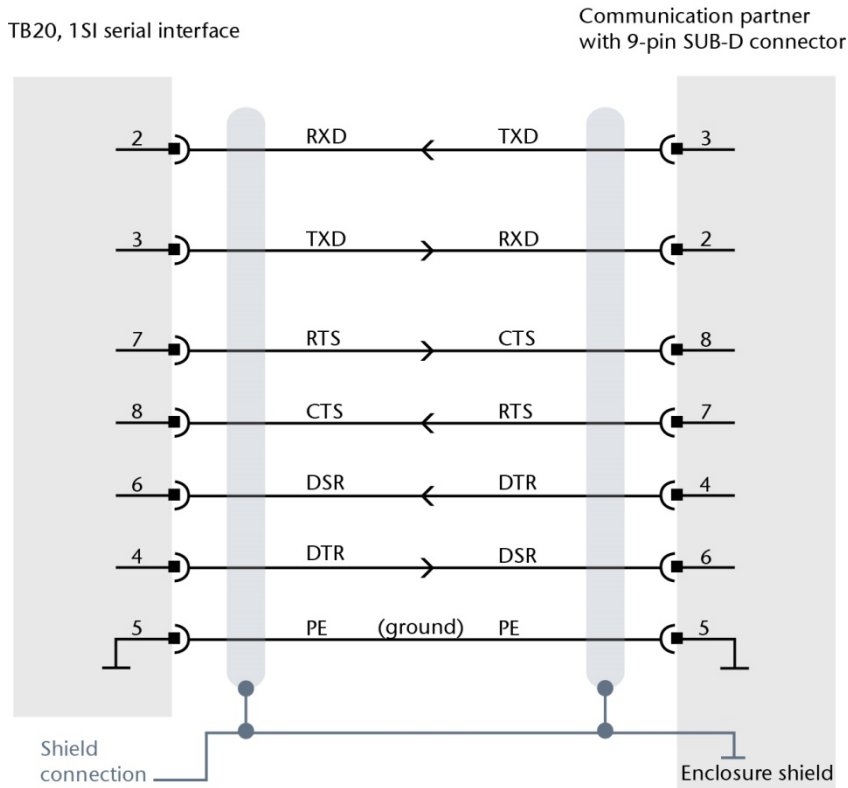 TB20, 1SI serial interface
Communication partner
with 9-pin SUB-D connector
2 RXD TXD 3
3 TXD RXD 2
7 RTS CTS 8
8 CTS RTS 7
6 DSR DTR 4
4 DTR DSR 6
5 PE (ground) PE 5
Shield
connection
Enclosure shield